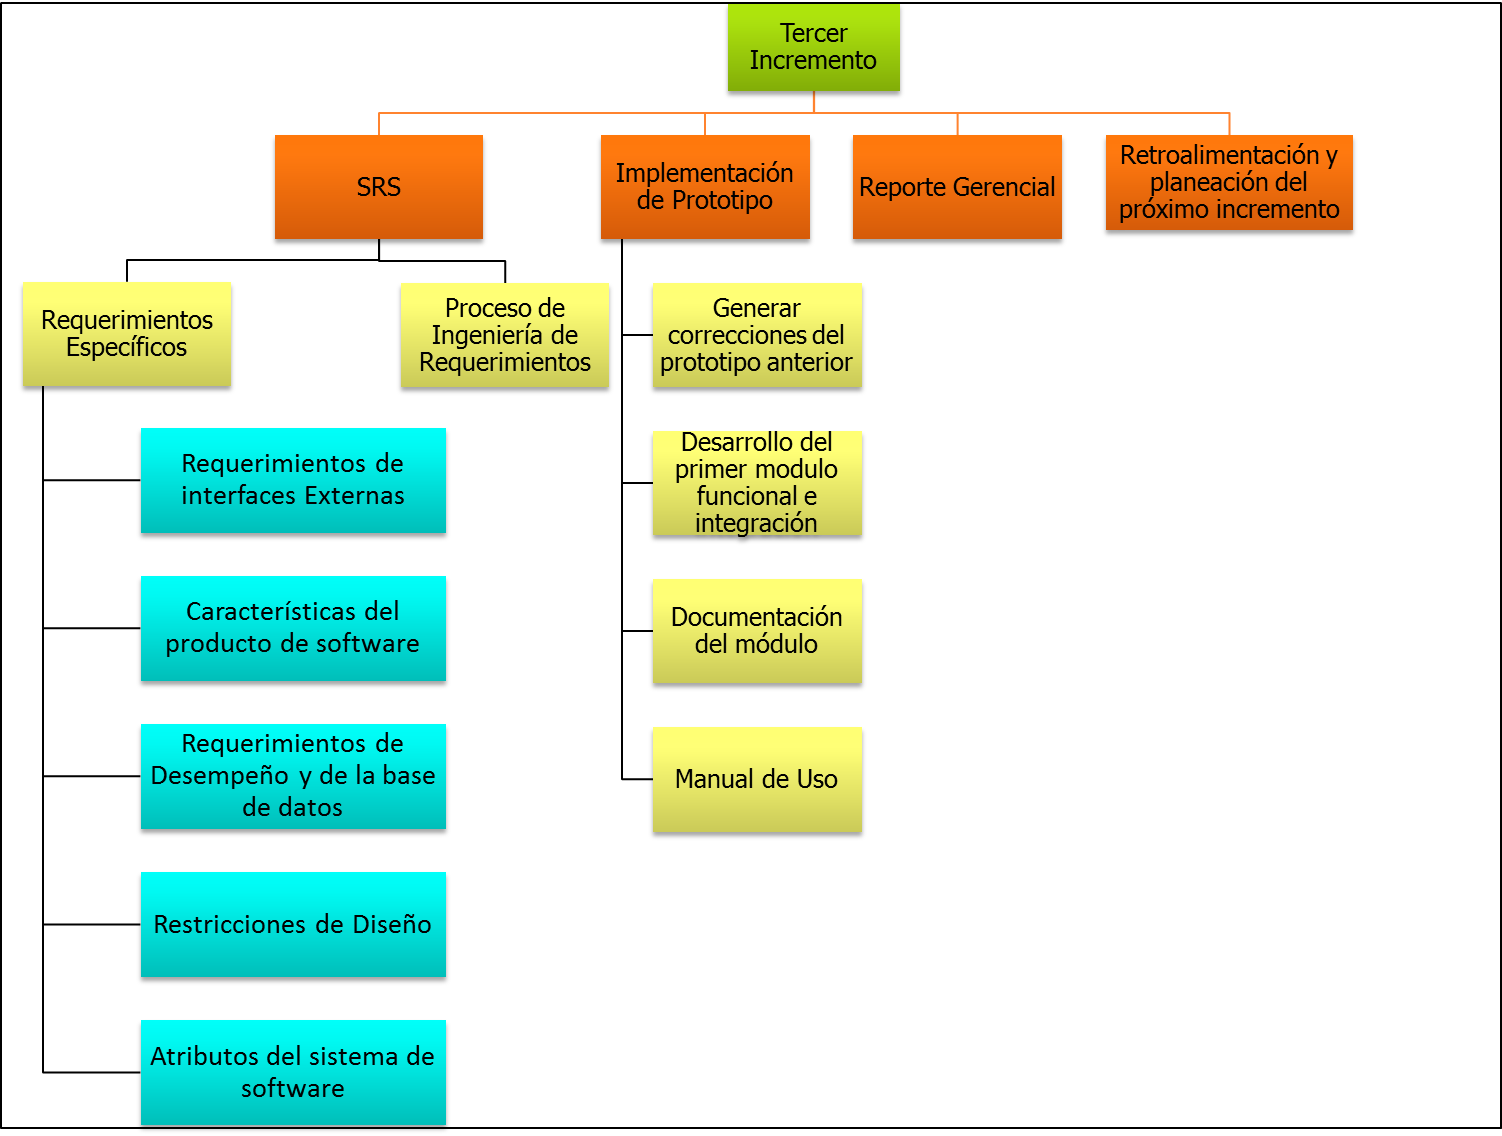 Tercer
Incremento
SRS
Implementación
de Prototipo
Reporte Gerencial
Retroalimentación y
planeación del
próximo incremento
Requerimientos
Específicos
Proceso de
Ingeniería de
Requerimientos
Generar
correcciones del
prototipo anterior
Requerimientos de
interfaces Externas
Desarrollo del
primer modulo
funcional e
integración
Características del
producto de software
Documentación
del módulo
Requerimientos de
Desempeño y de la base
de datos
Manual de Uso
Restricciones de Diseño
Atributos del sistema de
software